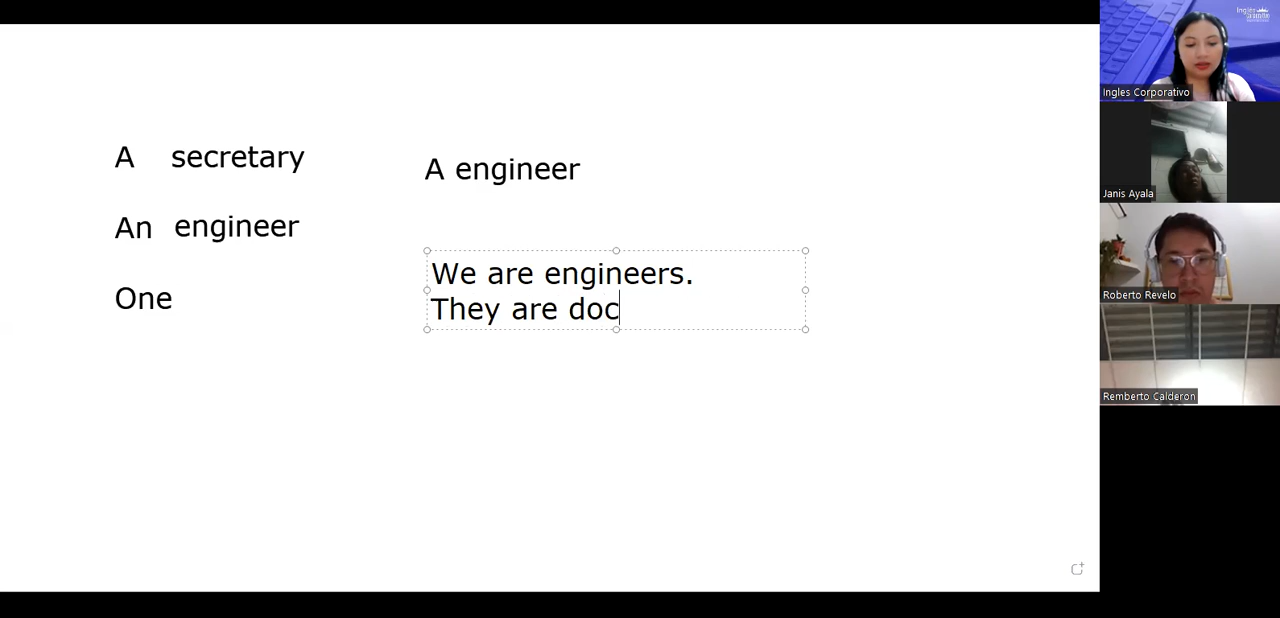 A secretary
An engineer
One
A engineer
We are engineers.
They are doc
Ingles Corporativo
Janis Ayala
Roberto Revelo
Remberto Calderon